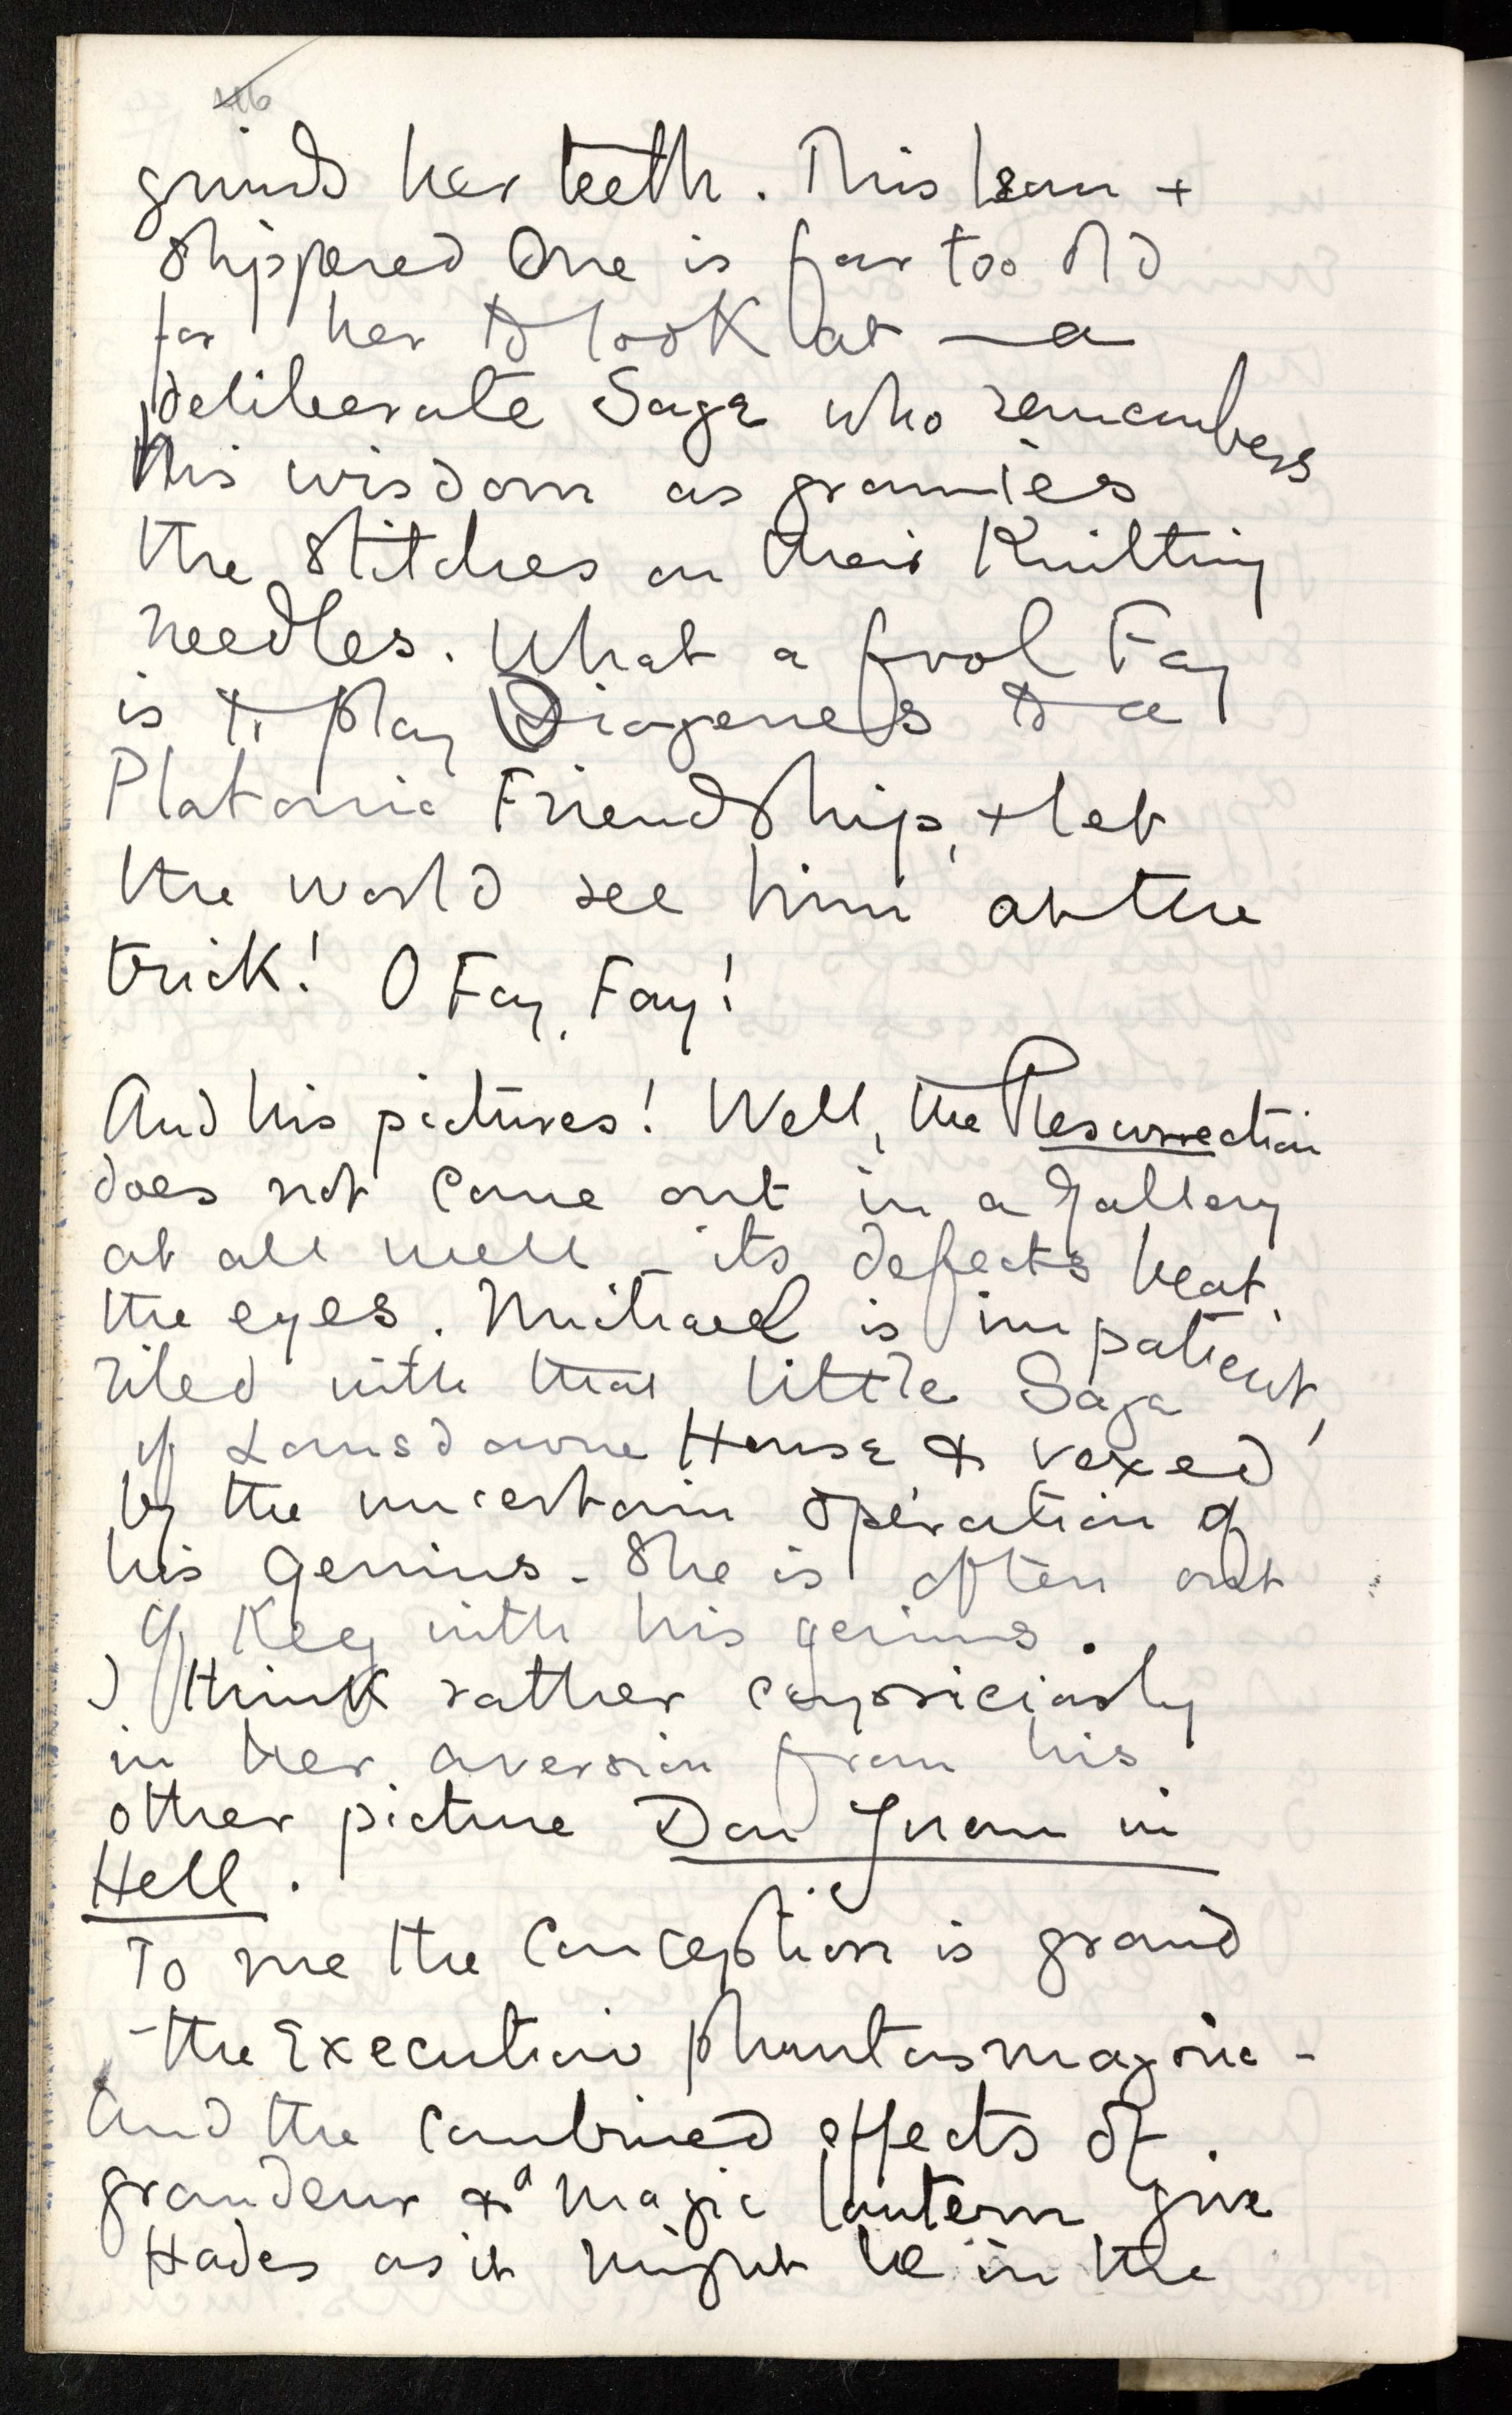 grinds her teeth. This lean +
slippered One is far too old
for her to look at — a
deliberate Sage who remembers
his wisdom as grannies
the stitches on their Knitting
needles. What a fool Fay
is to play Diogenes to a
Platonic Friendship, + let
the world see him at the
trick! O Fay, Fay!
And his pictures! Well, the Resurrection
does not come out in a Gallery
at all well – its defects beat
the eyes. Michael is impatient,
riled with that little Sage
of Lansdowne House & vexed
by the uncertain operation of
his genius – She is often out
of Key with his genius.
I think rather capriciously
in her aversion from his
other picture Don Juan in
Hell.
To me the Conception is grand
– the Execution phantasmagoric –
And the combined effects of
grandeur & a magic lantern give
Hades as it might be in the